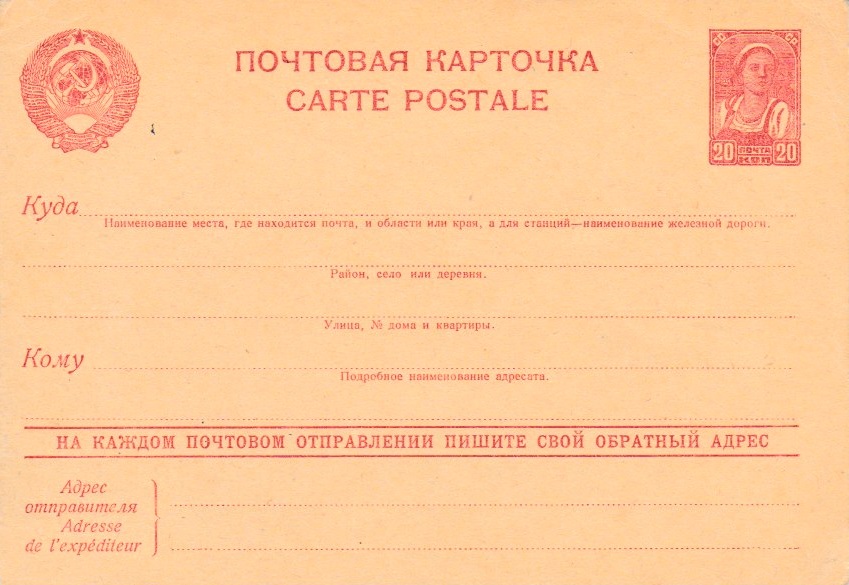 ПОЧТОВАЯ КАРТОЧКА
CARTE POSTALE
СС СР
20 ПОЧТА КОП 20
Куда
Наименование места, где находится почта, и области или края, а для станций—наименование железной дороги.
Район, село или деревня.
Улица, № дома и квартиры.
Кому
Подробное наименование адресата.
НА КАЖДОМ ПОЧТОВОМ ОТПРАВЛЕНИИ ПИШИТЕ СВОЙ ОБРАТНЫЙ АДРЕС
Адрес
отправителя
Adresse
de l'expéditeur